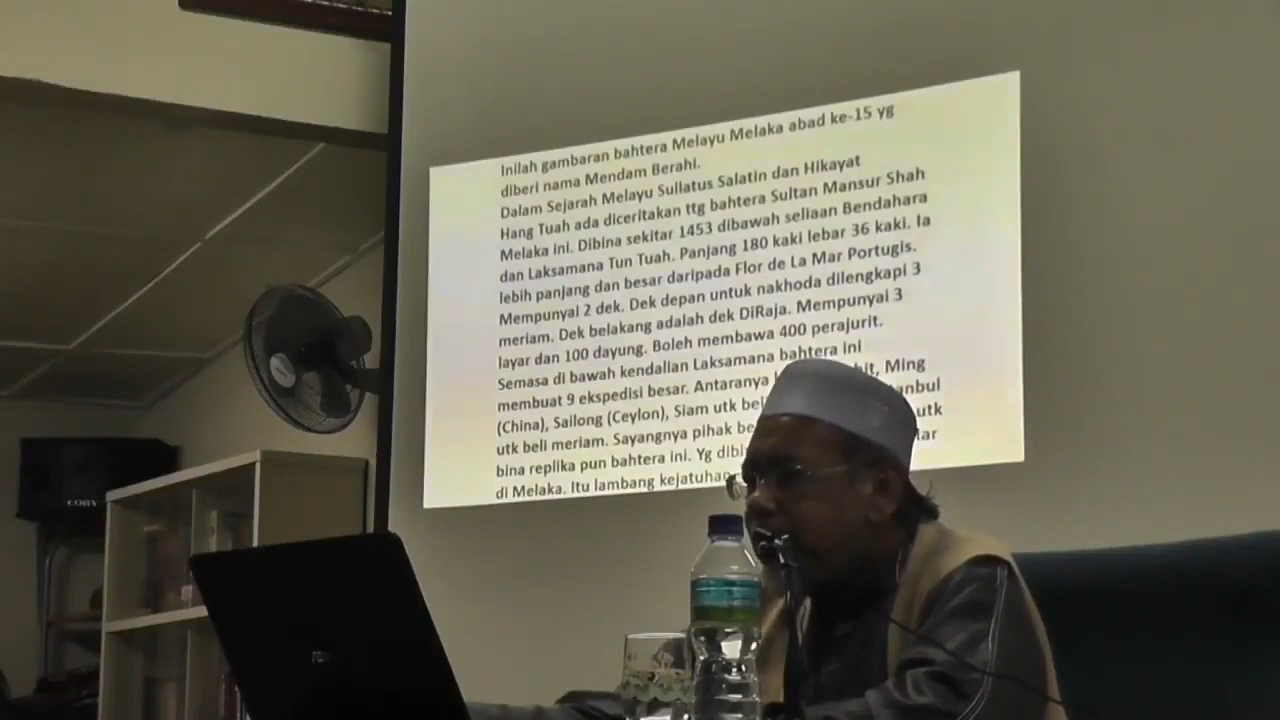 Inilah gambaran bahtera Melayu Melaka abad ke-15 yg
diberi nama Mendam Berahi.
Dalam Sejarah Melayu Sullatus Salatin dan Hikayat
Hang Tuah ada diceritakan ttg bahtera Sultan Mansur Shah
Melaka ini. Dibina sekitar 1453 dibawah seliaan Bendahara
dan Laksamana Tun Tuah. Panjang 180 kaki lebar 36 kaki. Ia
lebih panjang dan besar daripada Flor de La Mar Portugis.
Mempunyai 2 dek. Dek depan untuk nakhoda dilengkapi 3
meriam. Dek belakang adalah dek DiRaja. Mempunyai 3
layar dan 100 dayung. Boleh membawa 400 perajurit.
Semasa di bawah kendalian Laksamana bahtera ini
membuat 9 ekspedisi besar. Antaranya Ming
(China), Sailong (Ceylon), Siam utk
utk beli meriam. Sayangnya pihak utk
bina replika pun bahtera ini. Yg
di Melaka. Itu lambang kejatuhan
COBY